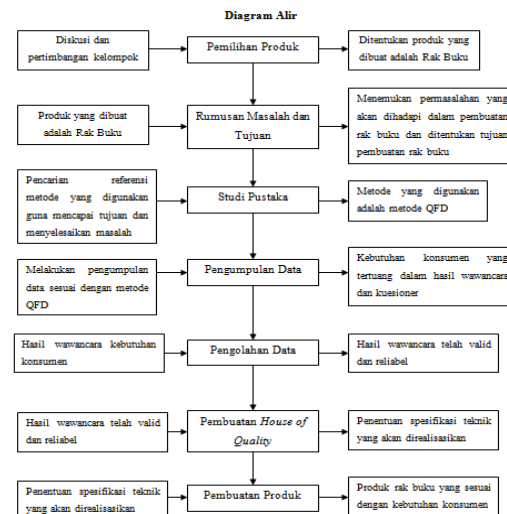 Diagram Alir
Diskusi dan
pertimbangan kelompok
Pemilihan Produk
Ditentukan produk yang
dibuat adalah Rak Buku
Produk yang dibuat
adalah Rak Buku
Rumusan Masalah dan
Tujuan
Menemukan permasalahan yang
akan dihadapi dalam pembuatan
rak buku dan ditentukan tujuan
pembuatan rak buku
Pencarian referensi
metode yang digunakan
guna mencapai tujuan dan
menyelesaikan masalah
Studi Pustaka
Metode yang digunakan
adalah metode QFD
Melakukan pengumpulan
data sesuai dengan metode
QFD
Pengumpulan Data
Kebutuhan konsumen yang
tertuang dalam hasil wawancara
dan kuesioner
Hasil wawancara kebutuhan
konsumen
Pengolahan Data
Hasil wawancara telah valid
dan reliabel
Hasil wawancara telah valid
dan reliabel
Pembuatan House of
Quality
Penentuan spesifikasi teknik
yang akan direalisasikan
Penentuan spesifikasi teknik
yang akan direalisasikan
Pembuatan Produk
Produk rak buku yang sesuai
dengan kebutuhan konsumen